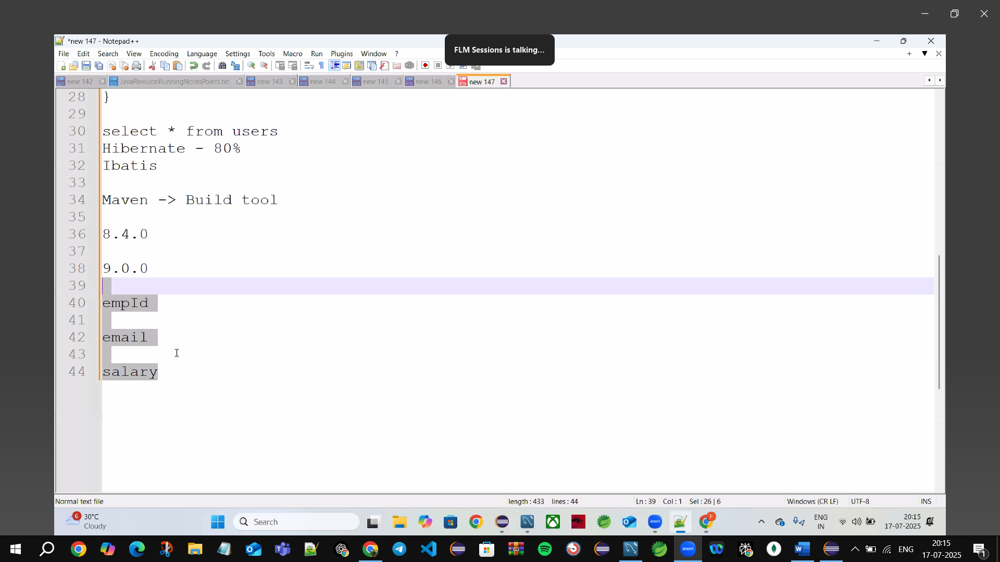 *new 147 - Notepad++
FLM Sessions is talking...
File Edit Search View Encoding Language Settings Tools Macro Run Plugins Window ?
new 142 JavaRevisionRunningNotesPoints.txt new 143 new 144 new 145 new 146 new 147
28 }
29
30 select * from users
31 Hibernate - 80%
32 Ibatis
33
34 Maven -> Build tool
35
36 8.4.0
37
38 9.0.0
39
40 empId
41
42 email
43
44 salary
Normal text file length : 433 lines : 44 Ln : 39 Col : 1 Sel : 26 | 6 Windows (CR LF) UTF-8 INS
6 30°C
Cloudy
Search
zoom
F
ENG
IN
20:15
17-07-2025
zoom
ENG
20:15
17-07-2025
1